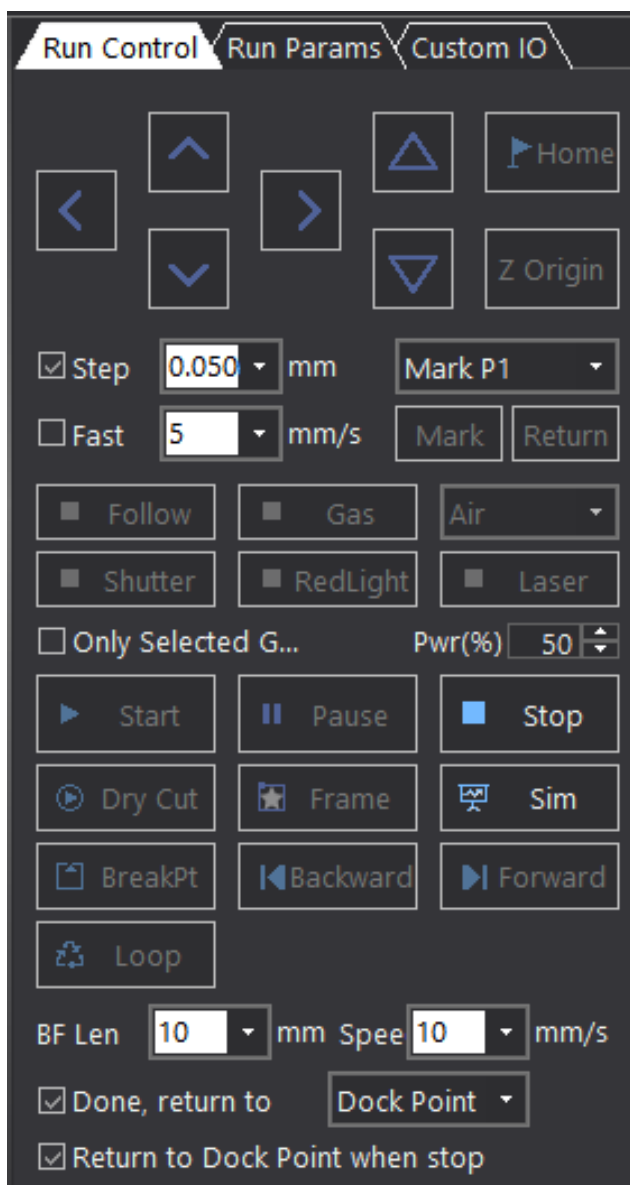 Run Control Run Params Custom IO
Home
Z Origin
Step 0.050 mm Mark P1
Fast 5 mm/s Mark Return
Follow Gas Air
Shutter RedLight Laser
Only Selected G... Pwr(%) 50
Start Pause Stop
Dry Cut Frame Sim
BreakPt Backward Forward
Loop
BF Len 10 mm Spee 10 mm/s
Done, return to Dock Point
Return to Dock Point when stop